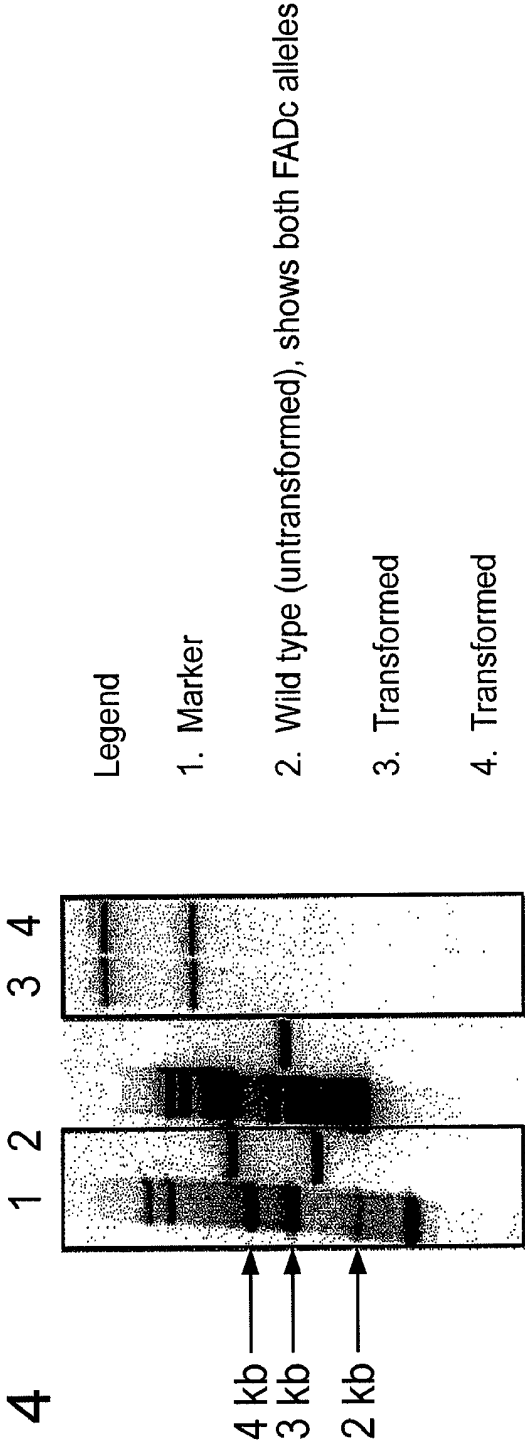 4
1 2 3 4
4 kb
3 kb
2 kb
Legend
1. Marker
2. Wild type (untransformed), shows both FADc alleles
3. Transformed
4. Transformed